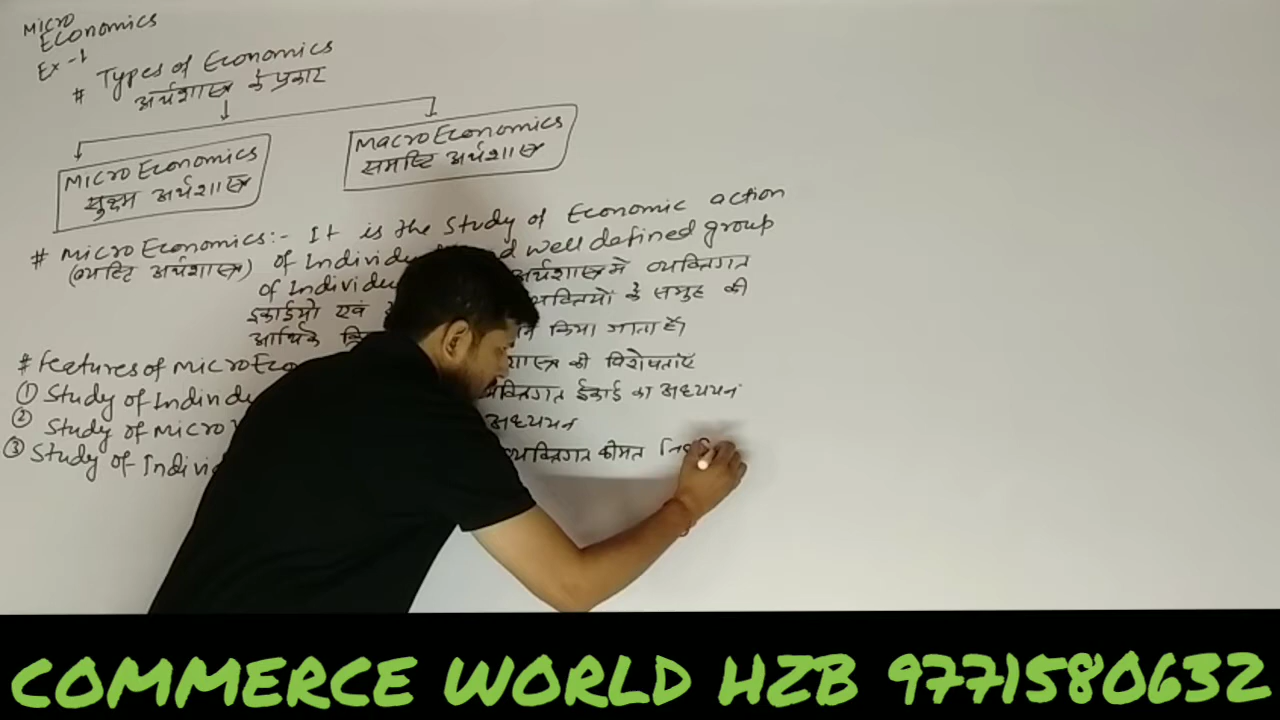 Micro
Economics
Ex-1
# Types of Economics
अर्थशास्त्र के प्रकार
Micro Economics
सुक्ष्म अर्थशास्त्र
Macro Economics
समष्टि अर्थशास्त्र
# Micro Economics:- It is the Study of Economic action
(व्यष्टि अर्थशास्त्र) of Individu d well defined group
of Individu अर्थशास्त्र मे व्यक्तिगत
इकाईयो एवं व्यक्तियों के समुह की
आर्थिक किया जाता है।
# Features of Micro Eco शास्त्र की विशेषताएँ
① Study of Individu व्यक्तिगत ईकाई का अध्ययन
② Study of Micro अध्ययन
③ Study of Indivi व्यक्तिगत कीमत
COMMERCE WORLD HZB 9771580632